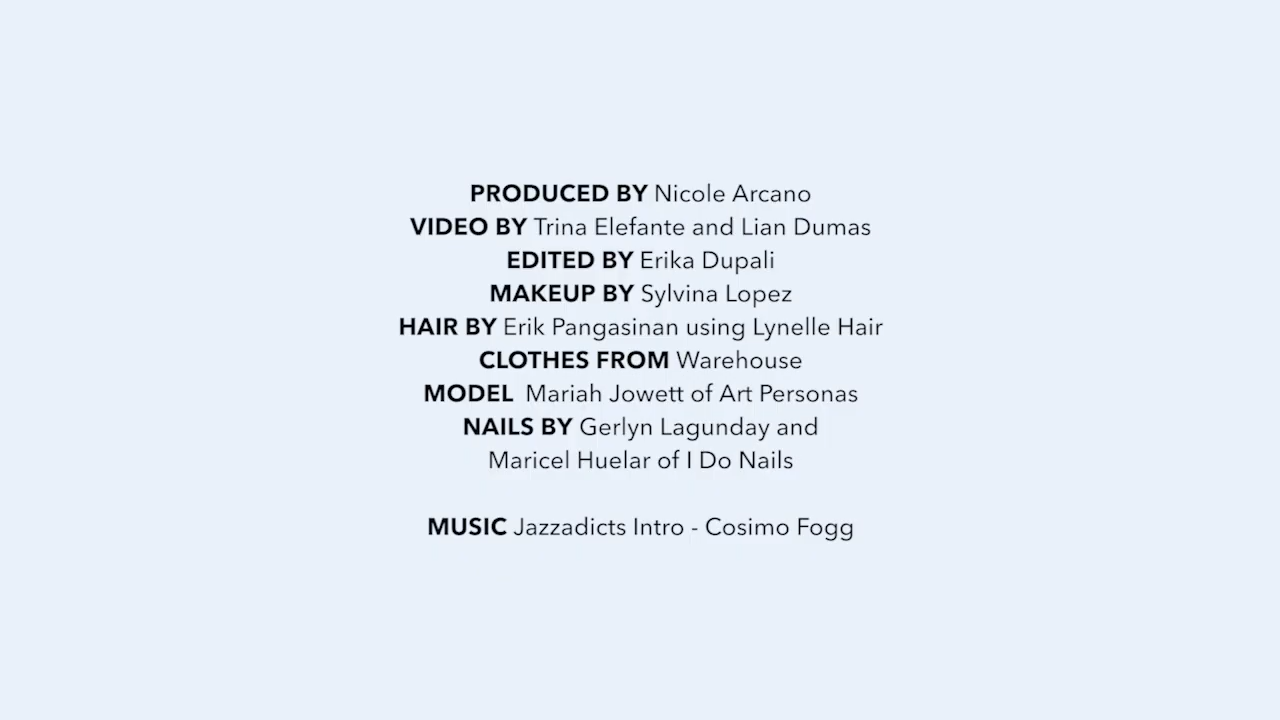 PRODUCED BY Nicole Arcano
VIDEO BY Trina Elefante and Lian Dumas
EDITED BY Erika Dupali
MAKEUP BY Sylvina Lopez
HAIR BY Erik Pangasinan using Lynelle Hair
CLOTHES FROM Warehouse
MODEL Mariah Jowett of Art Personas
NAILS BY Gerlyn Lagunday and
Maricel Huelar of I Do Nails
MUSIC Jazzadicts Intro - Cosimo Fogg